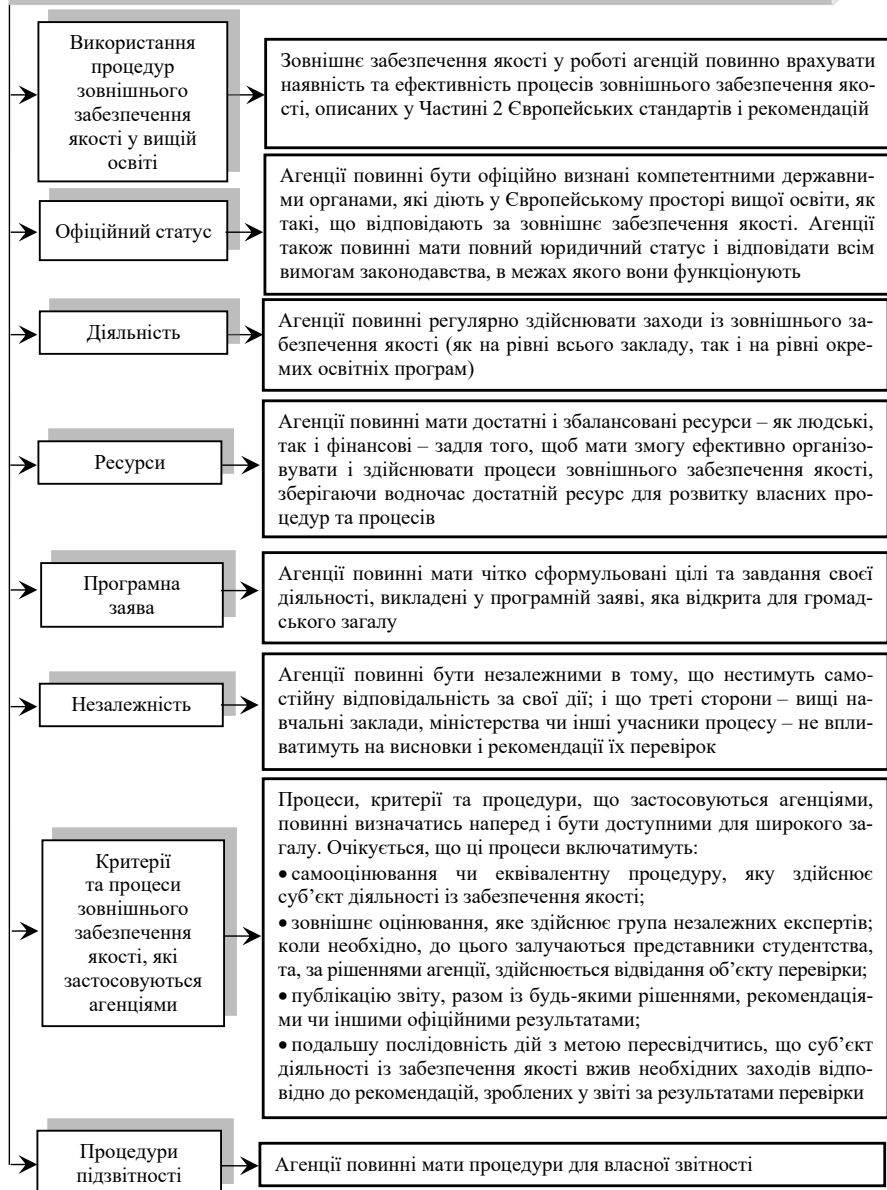 Використання
процедур
зовнішнього
забезпечення
якості у вищій
освіті
Зовнішнє забезпечення якості у роботі агенцій повинно врахувати
наявність та ефективність процесів зовнішнього забезпечення яко-
сті, описаних у Частині 2 Європейських стандартів і рекомендацій
Офіційний статус
Агенції повинні бути офіційно визнані компетентними державни-
ми органами, які діють у Європейському просторі вищої освіти, як
такі, що відповідають за зовнішнє забезпечення якості. Агенції
також повинні мати повний юридичний статус і відповідати всім
вимогам законодавства, в межах якого вони функціонують
Діяльність
Агенції повинні регулярно здійснювати заходи із зовнішнього за-
безпечення якості (як на рівні всього закладу, так і на рівні окре-
мих освітніх програм)
Ресурси
Агенції повинні мати достатні і збалансовані ресурси – як людські,
так і фінансові – задля того, щоб мати змогу ефективно організо-
вувати і здійснювати процеси зовнішнього забезпечення якості,
зберігаючи водночас достатній ресурс для розвитку власних про-
цедур та процесів
Програмна
заява
Агенції повинні мати чітко сформульовані цілі та завдання своєї
діяльності, викладені у програмній заяві, яка відкрита для громад-
ського загалу
Незалежність
Агенції повинні бути незалежними в тому, що нестимуть само-
стійну відповідальність за свої дії; і що треті сторони – вищі на-
вчальні заклади, міністерства чи інші учасники процесу – не впли-
ватимуть на висновки і рекомендації їх перевірок
Критерії
та процеси
зовнішнього
забезпечення
якості, які
застосовуються
агенціями
Процеси, критерії та процедури, що застосовуються агенціями,
повинні визначатись наперед і бути доступними для широкого за-
галу. Очікується, що ці процеси включатимуть:
• самооцінювання чи еквівалентну процедуру, яку здійснює
суб’єкт діяльності із забезпечення якості;
• зовнішнє оцінювання, яке здійснює група незалежних експертів;
коли необхідно, до цього залучаються представники студентства,
та, за рішеннями агенції, здійснюється відвідання об’єкту перевірки;
• публікацію звіту, разом із будь-якими рішеннями, рекомендація-
ми чи іншими офіційними результатами;
• подальшу послідовність дій з метою пересвідчитись, що суб’єкт
діяльності із забезпечення якості вжив необхідних заходів відпо-
відно до рекомендацій, зроблених у звіті за результатами перевірки
Процедури
підзвітності
Агенції повинні мати процедури для власної звітності